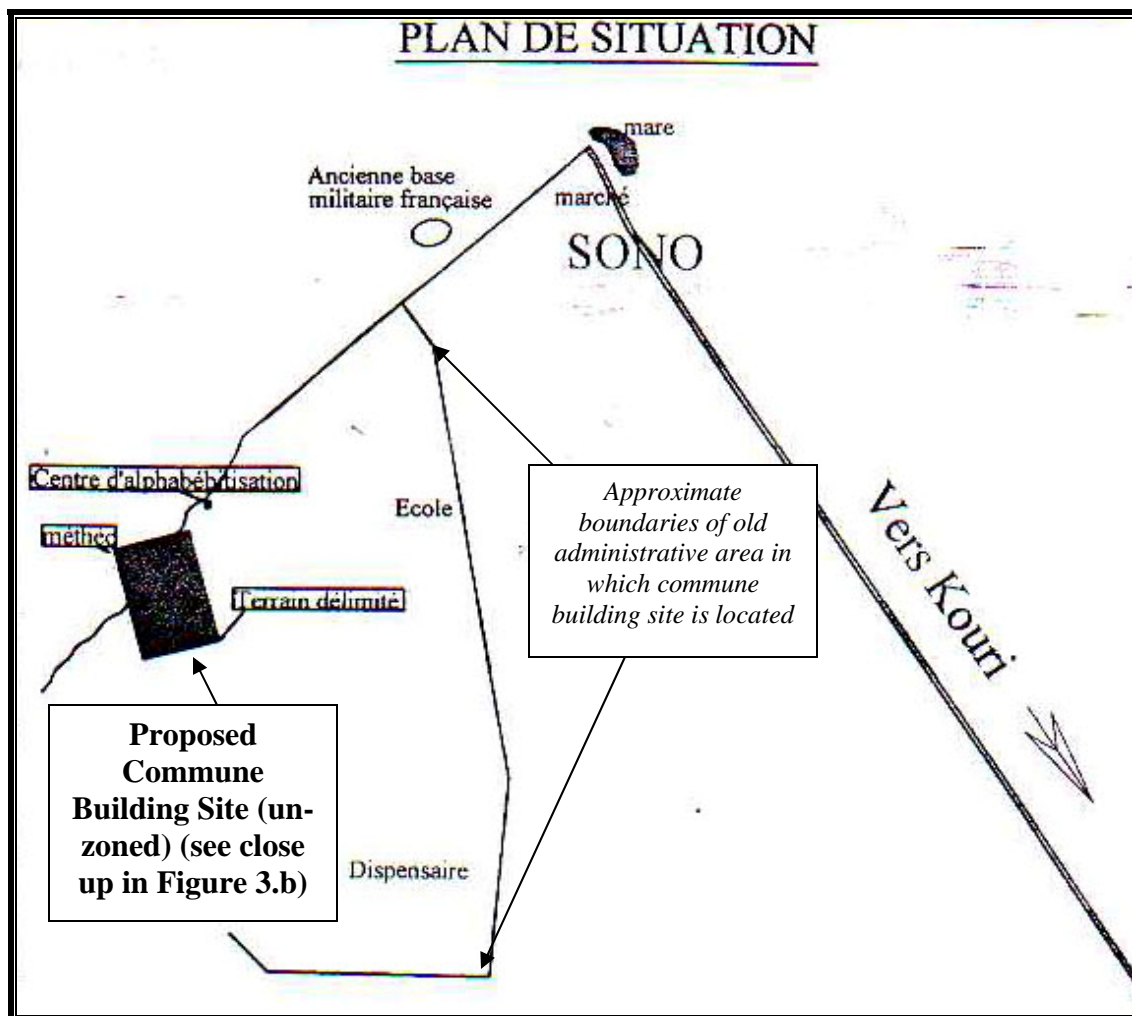 PLAN DE SITUATION
mare
Ancienne base
militaire française
marché
SONO
Centre d'alphabébitisation
Ecole
méthéo
Terrain délimité
Approximate
boundaries of old
administrative area in
which commune
building site is located
Vers Kouri
Proposed
Commune
Building Site (un-
zoned) (see close
up in Figure 3.b)
Dispensaire